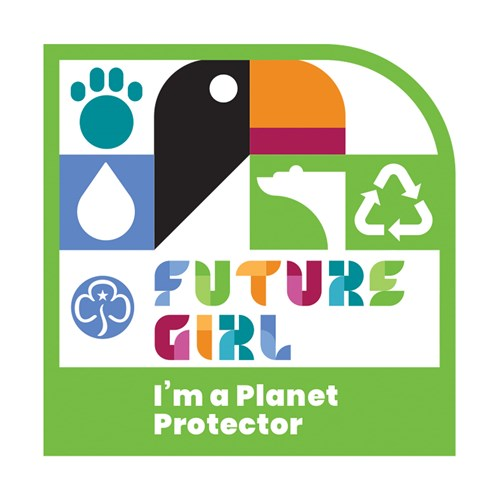 FUTURE
GIRL
I'm a Planet
Protector